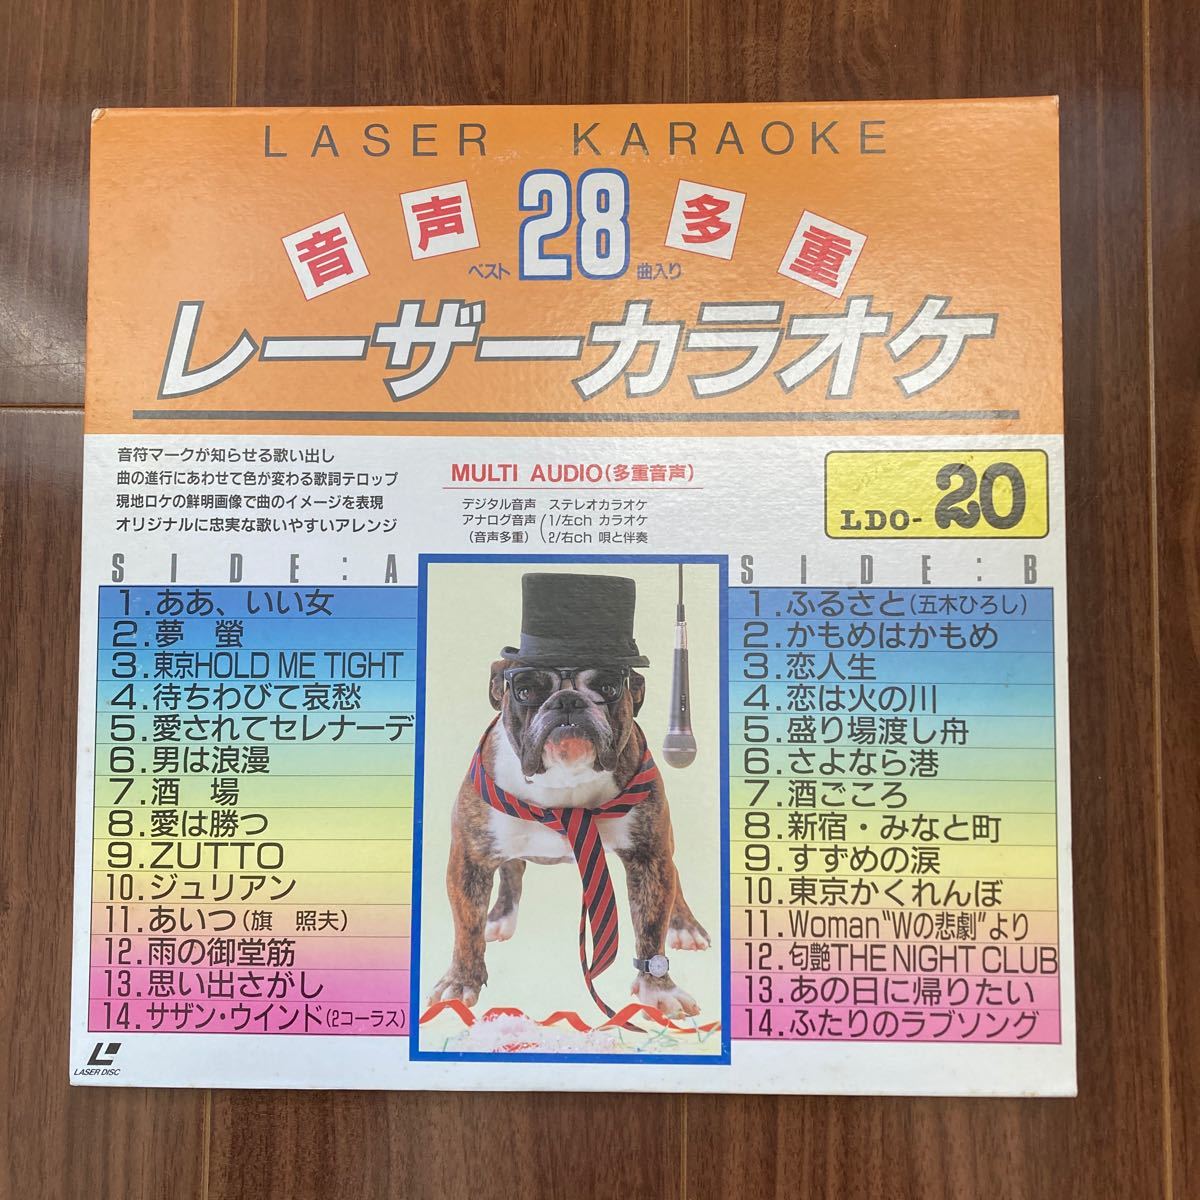 LASER KARAOKE
音声多重
ベスト28曲入り
レーザーカラオケ
音符マークが知らせる歌い出し
曲の進行にあわせて色が変わる歌詞テロップ
現地ロケの鮮明画像で曲のイメージを表現
オリジナルに忠実な歌いやすいアレンジ
MULTI AUDIO(多重音声)
デジタル音声 ステレオカラオケ
アナログ音声(1/左ch カラオケ
(音声多重) 2/右ch 唄と伴奏
LDO-20
SIDE:A
1.ああ、いい女
2.夢 螢
3.東京HOLD ME TIGHT
4.待ちわびて哀愁
5.愛されてセレナーデ
6.男は浪漫
7.酒 場
8.愛は勝つ
9.ZUTTO
10.ジュリアン
11.あいつ(旗 照夫)
12.雨の御堂筋
13.思い出さがし
14.サザン・ウインド(2コーラス)
SIDE:B
1.ふるさと(五木ひろし)
2.かもめはかもめ
3.恋人生
4.恋は火の川
5.盛り場渡し舟
6.さよなら港
7.酒ごころ
8.新宿・みなと町
9.すずめの涙
10.東京かくれんぼ
11.Woman"Wの悲劇"より
12.匂艶THE NIGHT CLUB
13.あの日に帰りたい
14.ふたりのラブソング
LASER DISC